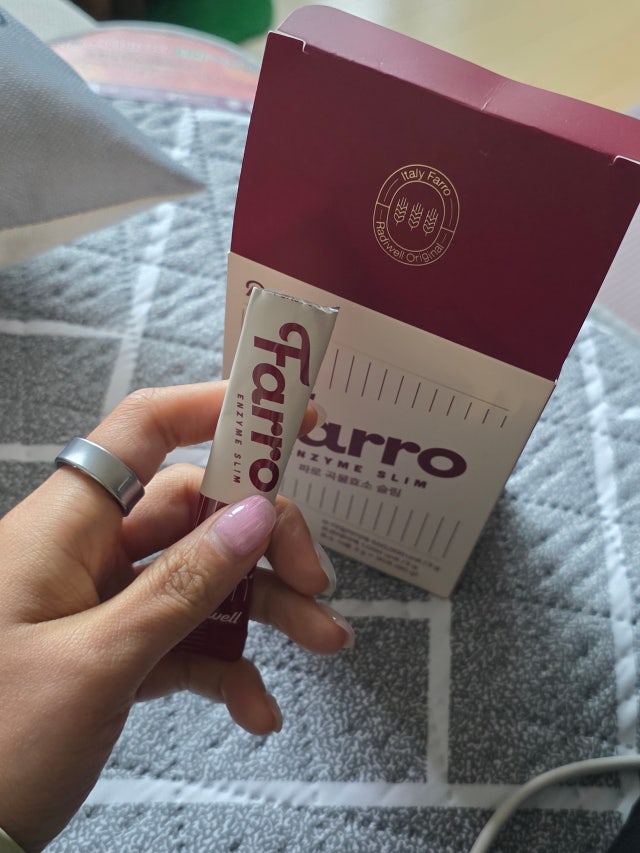 Italy Farro
Radiwell Original
Farro
ENZYME SLIM
Farro
ENZYME SLIM
파로 곡물효소 슬림